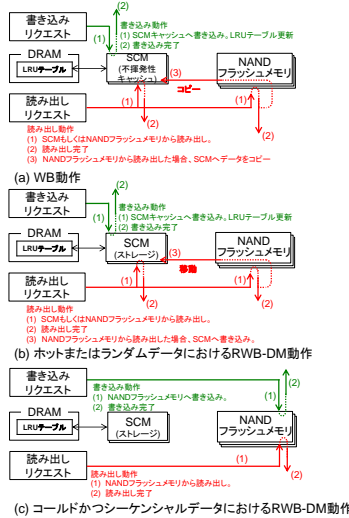 書き込み
リクエスト
(1)
(2)
書き込み動作
(1) SCMキャッシュへ書き込み。LRUテーブル更新
(2) 書き込み完了
DRAM
LRUテーブル
SCM
(不揮発性
キャッシュ)
(3)
コピー
NAND
フラッシュメモリ
読み出し
リクエスト
(1)
(1)
(2)
(2)
読み出し動作
(1) SCMもしくはNANDフラッシュメモリから読み出し。
(2) 読み出し完了
(3) NANDフラッシュメモリから読み出した場合、SCMへデータをコピー
(a) WB動作
書き込み
リクエスト
(1)
(2)
書き込み動作
(1) SCMキャッシュへ書き込み。LRUテーブル更新
(2) 書き込み完了
DRAM
LRUテーブル
SCM
(ストレージ)
(3)
移動
NAND
フラッシュメモリ
読み出し
リクエスト
(1)
(1)
(2)
(2)
読み出し動作
(1) SCMもしくはNANDフラッシュメモリから読み出し。
(2) 読み出し完了
(3) NANDフラッシュメモリから読み出した場合、SCMへ書き込み。
(b) ホットまたはランダムデータにおけるRWB-DM動作
書き込み
リクエスト
書き込み動作
(1) NANDフラッシュメモリへ書き込み。
(2) 書き込み完了
(1)
(2)
DRAM
LRUテーブル
SCM
(ストレージ)
NAND
フラッシュメモリ
読み出し
リクエスト
(1)
(2)
読み出し動作
(1) NANDフラッシュメモリから読み出し。
(2) 読み出し完了
(c) コールドかつシーケンシャルデータにおけるRWB-DM動作